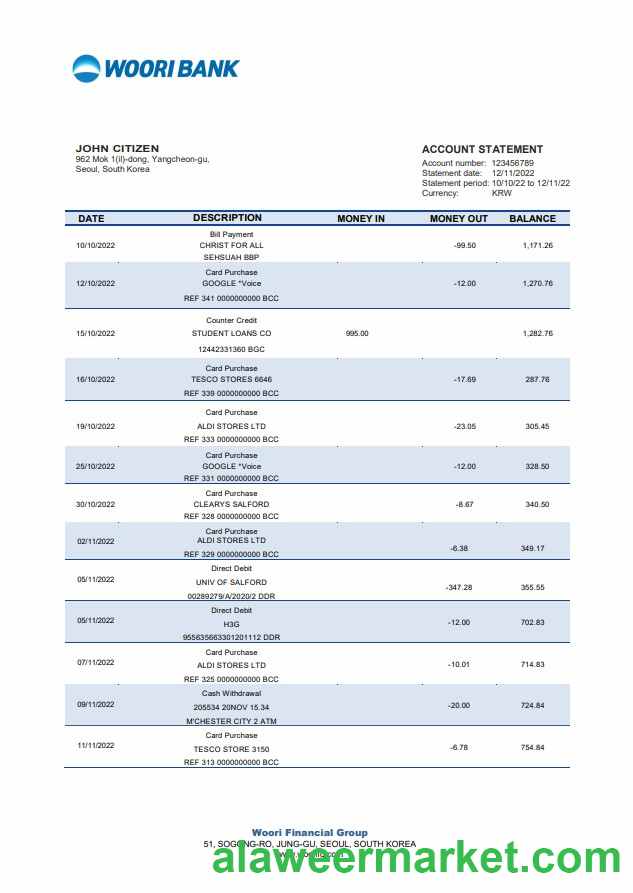 WOORI BANK
JOHN CITIZEN
962 Mok 1(il)-dong, Yangcheon-gu,
Seoul, South Korea
ACCOUNT STATEMENT
Account number: 123456789
Statement date: 12/11/2022
Statement period: 10/10/22 to 12/11/22
Currency: KRW
DATE DESCRIPTION MONEY IN MONEY OUT BALANCE
Bill Payment
10/10/2022 CHRIST FOR ALL -99.50 1,171.26
SEHSUAH BBP
Card Purchase
12/10/2022 GOOGLE *Voice -12.00 1,270.76
REF 341 0000000000 BCC
Counter Credit
15/10/2022 STUDENT LOANS CO 995.00 1,282.76
12442331360 BGC
Card Purchase
16/10/2022 TESCO STORES 6646 -17.69 287.76
REF 339 0000000000 BCC
Card Purchase
19/10/2022 ALDI STORES LTD -23.05 305.45
REF 333 0000000000 BCC
Card Purchase
25/10/2022 GOOGLE *Voice -12.00 328.50
REF 331 0000000000 BCC
Card Purchase
30/10/2022 CLEARYS SALFORD -8.67 340.50
REF 328 0000000000 BCC
Card Purchase
02/11/2022 ALDI STORES LTD -6.38 349.17
REF 329 0000000000 BCC
Direct Debit
05/11/2022 UNIV OF SALFORD -347.28 355.55
00289279/A/2020/2 DDR
Direct Debit
05/11/2022 H3G -12.00 702.83
955635663301201112 DDR
Card Purchase
07/11/2022 ALDI STORES LTD -10.01 714.83
REF 325 0000000000 BCC
Cash Withdrawal
09/11/2022 205534 20NOV 15.34 -20.00 724.84
M'CHESTER CITY 2 ATM
Card Purchase
11/11/2022 TESCO STORE 3150 -6.78 754.84
REF 313 0000000000 BCC
Woori Financial Group
51, SOGONG-RO, JUNG-GU, SEOUL, SOUTH KOREA
alaweermarket.com